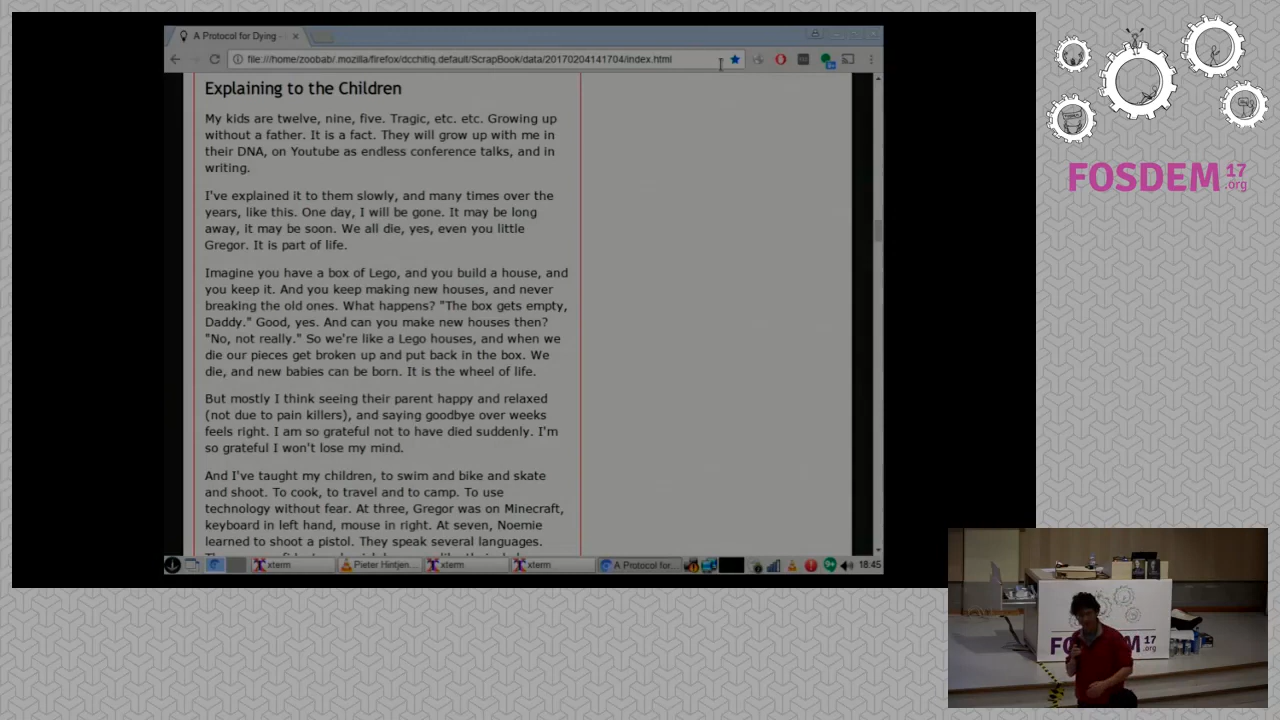 A Protocol for Dying -
file:///home/zoobab/.mozilla/firefox/dcchitiq.default/ScrapBook/data/20170204141704/index.html
Explaining to the Children
My kids are twelve, nine, five. Tragic, etc. etc. Growing up
without a father. It is a fact. They will grow up with me in
their DNA, on Youtube as endless conference talks, and in
writing.
I've explained it to them slowly, and many times over the
years, like this. One day, I will be gone. It may be long
away, it may be soon. We all die, yes, even you little
Gregor. It is part of life.
Imagine you have a box of Lego, and you build a house, and
you keep it. And you keep making new houses, and never
breaking the old ones. What happens? "The box gets empty,
Daddy." Good, yes. And can you make new houses then?
"No, not really." So we're like a Lego houses, and when we
die our pieces get broken up and put back in the box. We
die, and new babies can be born. It is the wheel of life.
But mostly I think seeing their parent happy and relaxed
(not due to pain killers), and saying goodbye over weeks
feels right. I am so grateful not to have died suddenly. I'm
so grateful I won't lose my mind.
And I've taught my children, to swim and bike and skate
and shoot. To cook, to travel and to camp. To use
technology without fear. At three, Gregor was on Minecraft,
keyboard in left hand, mouse in right. At seven, Noemie
learned to shoot a pistol. They speak several languages.
xterm
Pieter Hintjen...
xterm
xterm
A Protocol for...
9+
18:45
FOSDEM 17
.org
FO M 17
.org